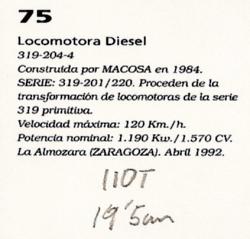 75
Locomotora Diesel
319-204-4
Construida por MACOSA en 1984.
SERIE: 319-201/220. Proceden de la
transformación de locomotoras de la serie
319 primitiva.
Velocidad máxima: 120 Km./h.
Potencia nominal: 1.190 Kw./1.570 CV.
La Almozara (ZARAGOZA). Abril 1992.
110T
19'5cm